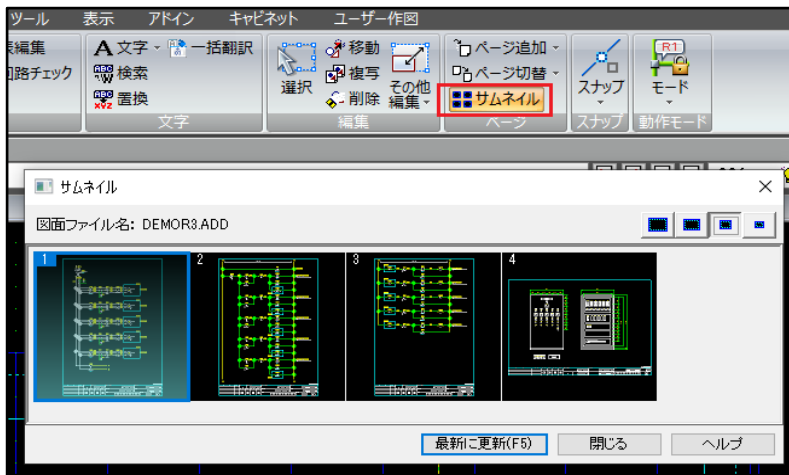 ツール 表示 アドイン キャビネット ユーザー作図
編集
A 文字 一括翻訳
選択
移動
その他編集
ページ追加
スナップ
R1
モード
回路チェック
ABC
検索
複写
ページ切替
ABC
XYZ
置換
削除
サムネイル
文字 編集 ページ スナップ 動作モード
サムネイル
図面ファイル名: DEMOR3.ADD
1 2 3 4
最新に更新(F5) 閉じる ヘルプ